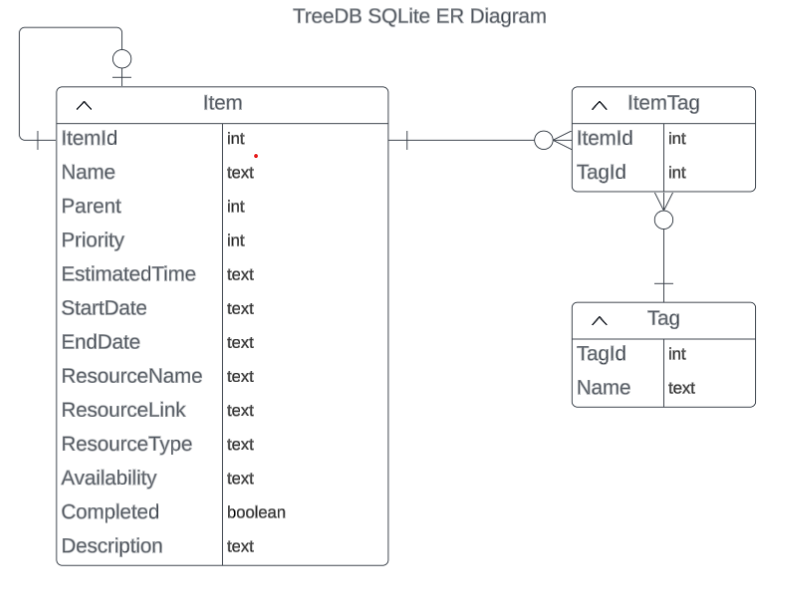 TreeDB SQLite ER Diagram
Item
ItemId int
Name text
Parent int
Priority int
EstimatedTime text
StartDate text
EndDate text
ResourceName text
ResourceLink text
ResourceType text
Availability text
Completed boolean
Description text
ItemTag
ItemId int
TagId int
Tag
TagId int
Name text